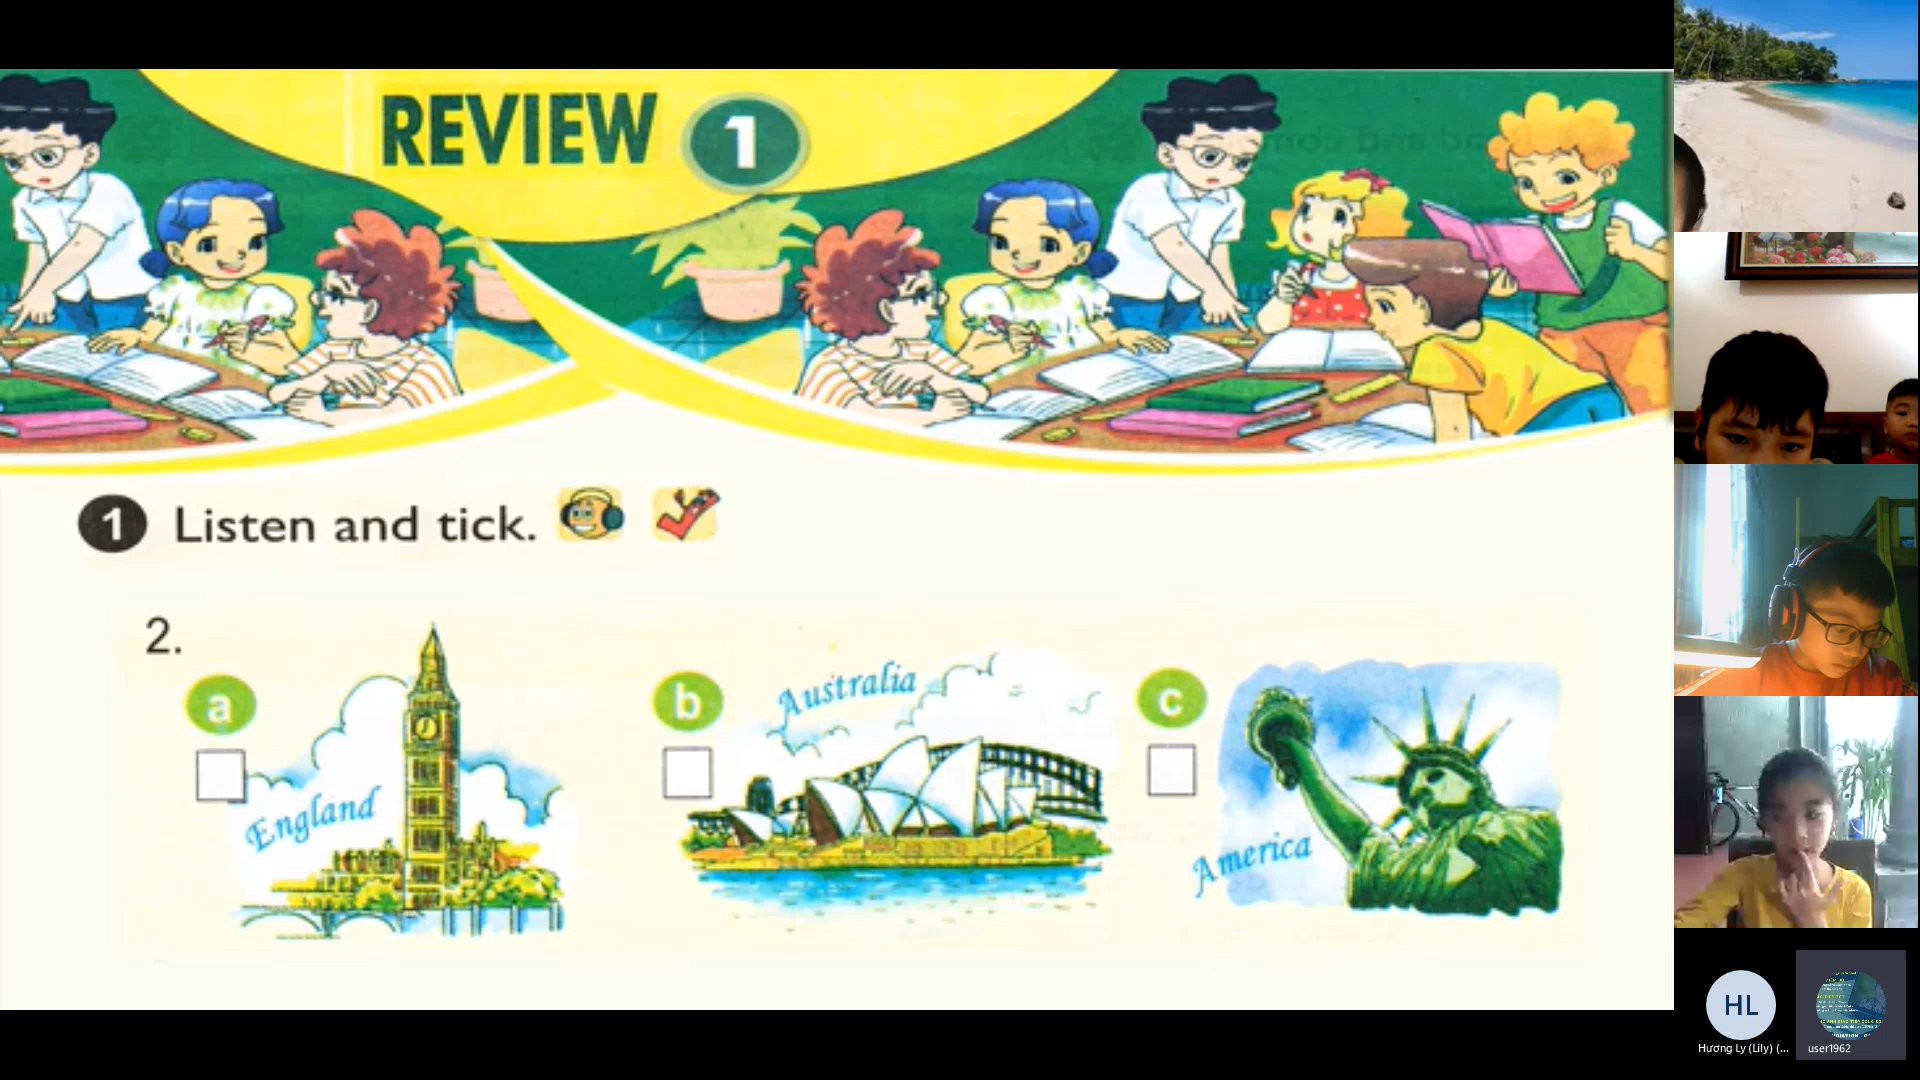 REVIEW 1
1 Listen and tick.
2.
a
England
b
Australia
c
America
HL
Hương Ly (Lily) (...
user1962